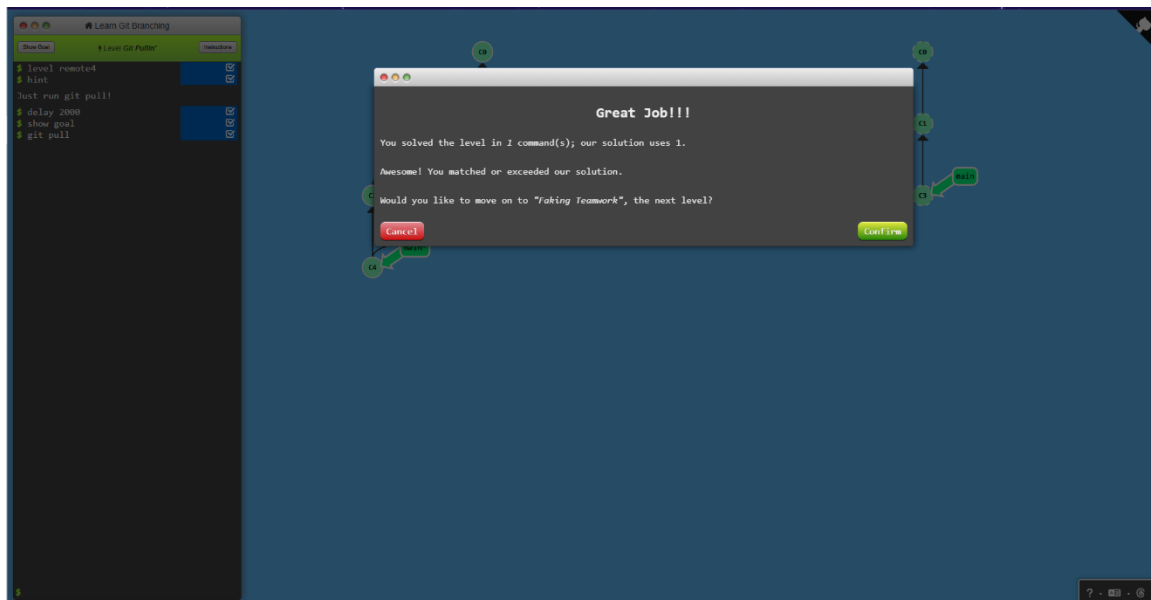 Learn Git Branching
Show Goal
Level Git Pullin'
Instructions
$ level remote4
$ hint
Just run git pull!
$ delay 2000
$ show goal
$ git pull
$
C0
C4
main*
Great Job!!!
You solved the level in 1 command(s); our solution uses 1.
Awesome! You matched or exceeded our solution.
Would you like to move on to "Faking Teamwork", the next level?
Cancel
Confirm
C0
C1
C3
main
?